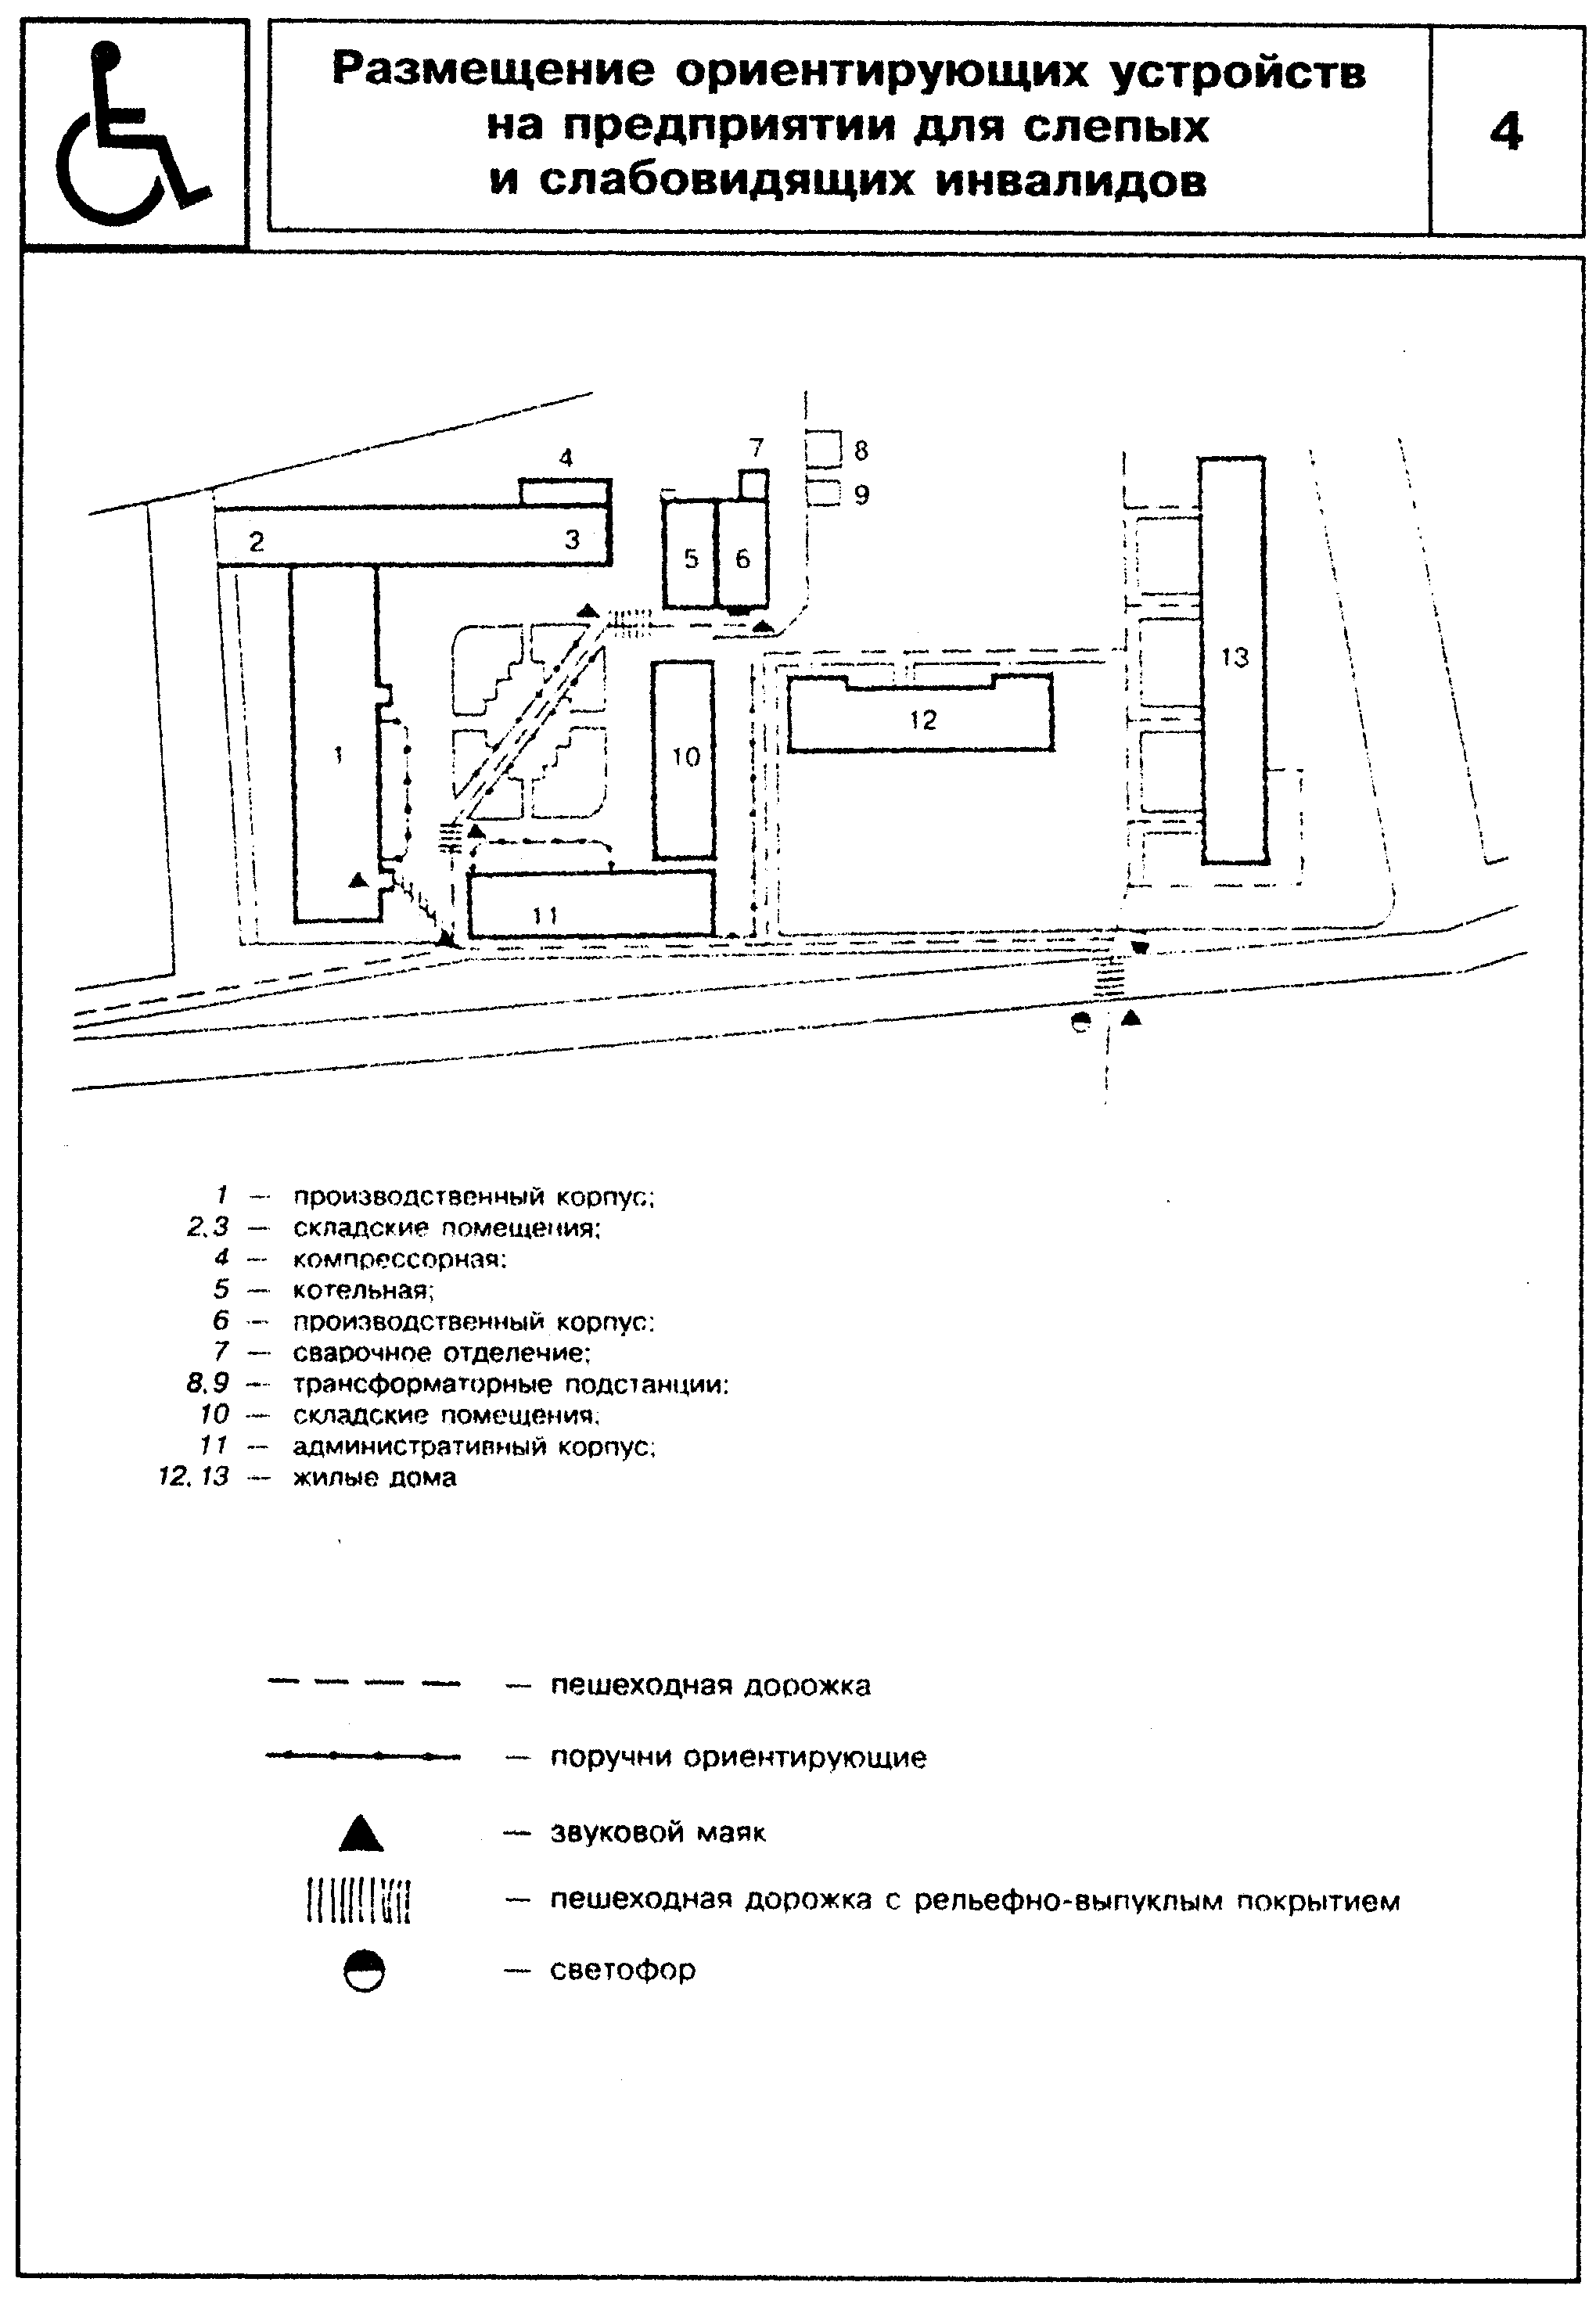 Размещение ориентирующих устройств
на предприятии для слепых
и слабовидящих инвалидов
4
7
8
4
9
2
3
5
6
13
12
1
10
11
1 — производственный корпус;
2, 3 — складские помещения;
4 — компрессорная;
5 — котельная;
6 — производственный корпус;
7 — сварочное отделение;
8, 9 — трансформаторные подстанции;
10 — складские помещения;
11 — административный корпус;
12, 13 — жилые дома
— пешеходная дорожка
— поручни ориентирующие
— звуковой маяк
— пешеходная дорожка с рельефно-выпуклым покрытием
— светофор